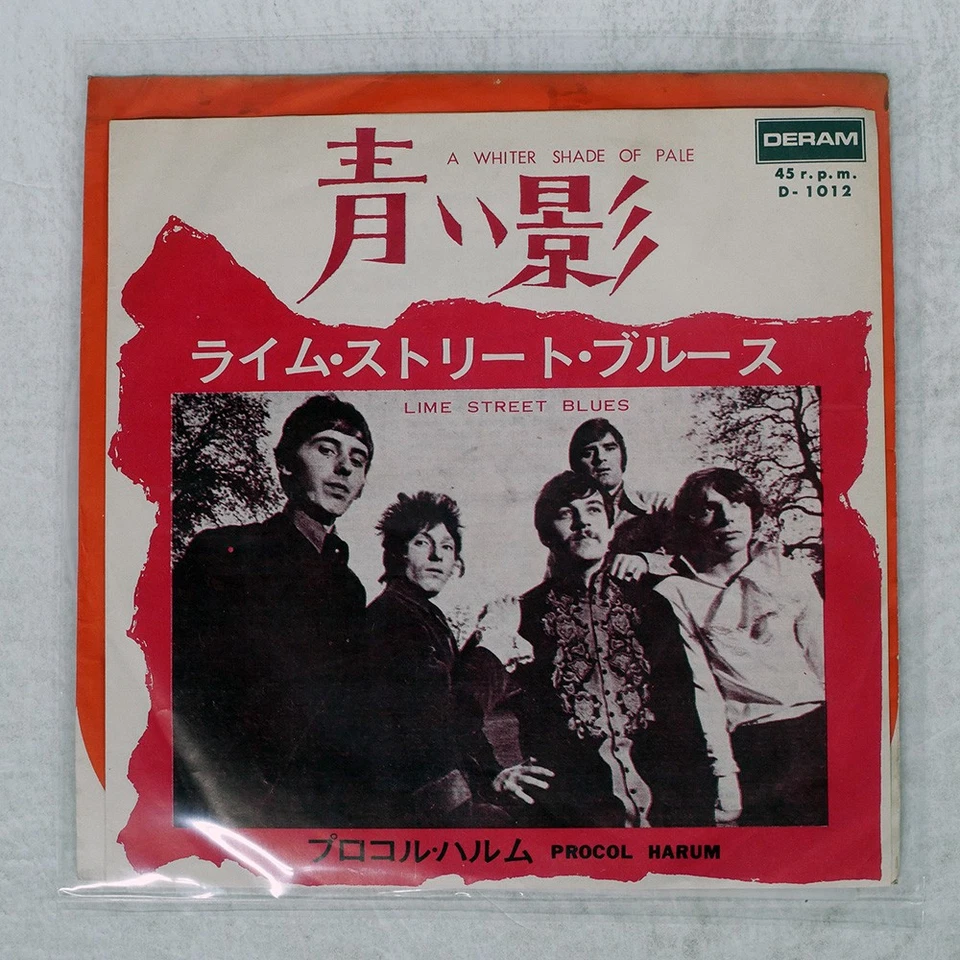 A WHITER SHADE OF PALE
青い影
DERAM
45 r.p.m.
D-1012
ライム・ストリート・ブルース
LIME STREET BLUES
プロコル・ハルム PROCOL HARUM